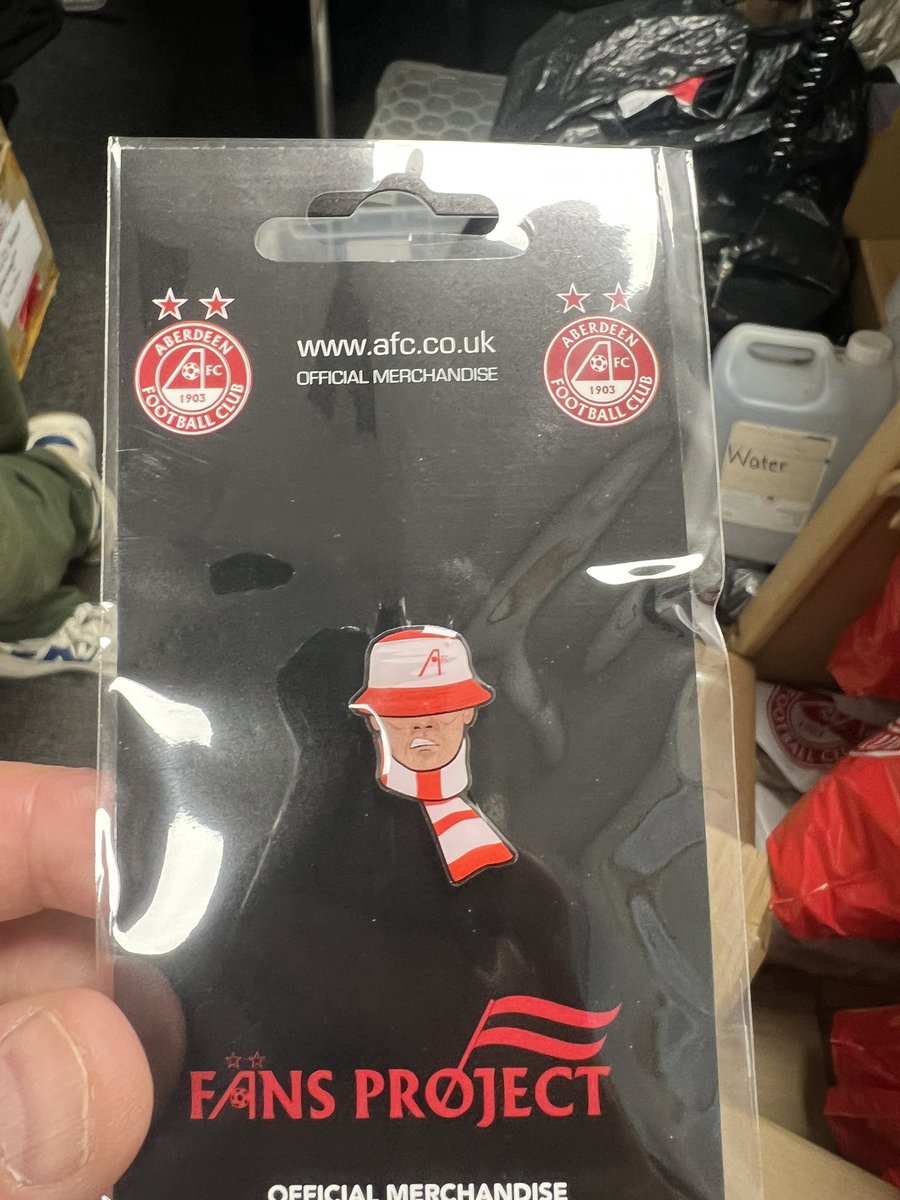 www.afc.co.uk
OFFICIAL MERCHANDISE
ABERDEEN
FC
1903
FOOTBALL CLUB
ABERDEEN
FC
1903
FOOTBALL CLUB
Water
A
FANS PROJECT
OFFICIAL MERCHANDISE